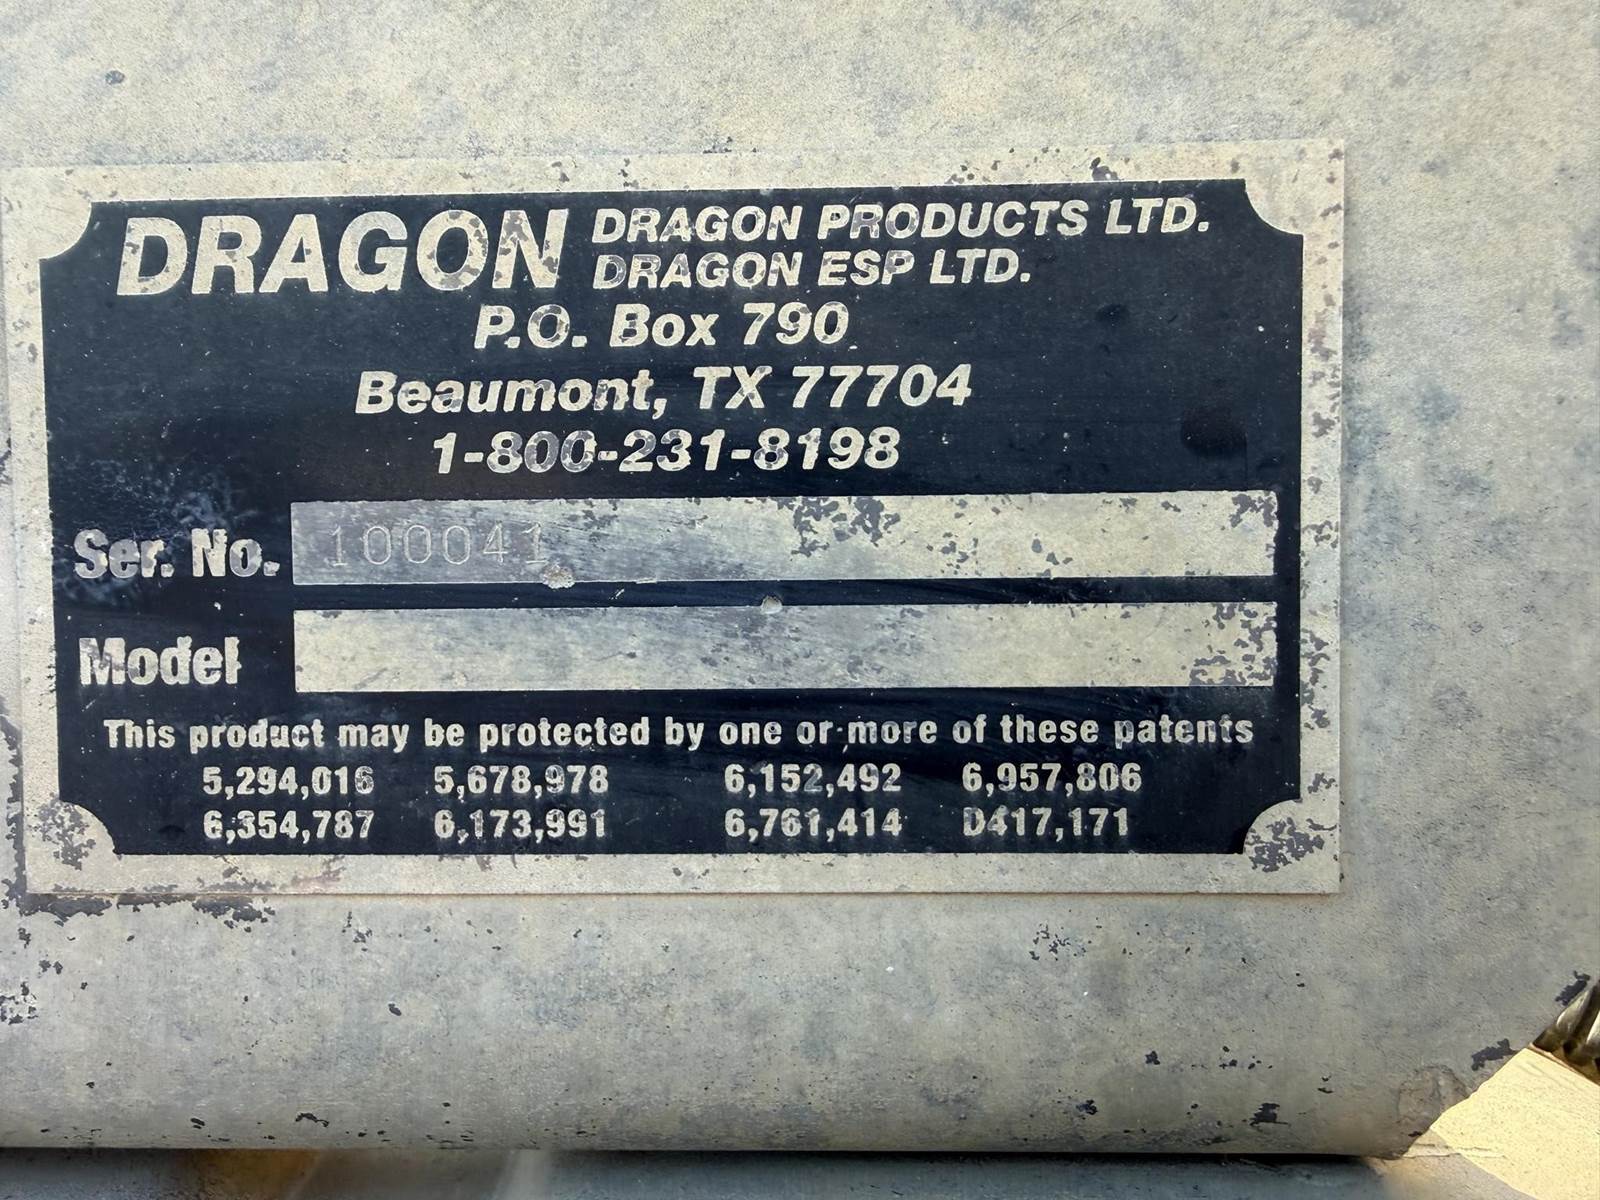 DRAGON DRAGON PRODUCTS LTD.
DRAGON ESP LTD.
P.O. Box 790
Beaumont, TX 77704
1-800-231-8198
Ser. No. 100041
Model
This product may be protected by one or more of these patents
5,294,016 5,678,978 6,152,492 6,957,806
6,354,787 6,173,991 6,761,414 D417,171